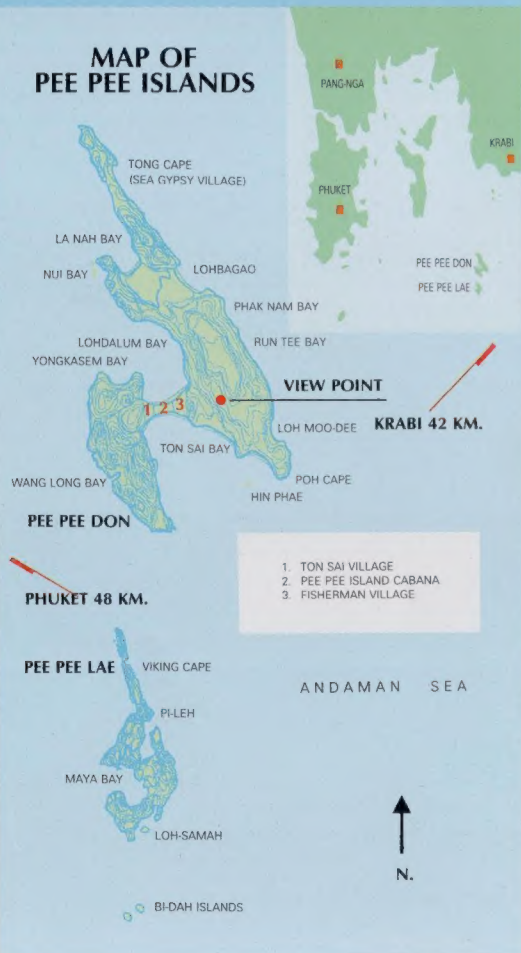 MAP OF
PEE PEE ISLANDS
PANG-NGA
KRABI
PHUKET
PEE PEE DON
PEE PEE LAE
TONG CAPE
(SEA GYPSY VILLAGE)
LA NAH BAY
LOHBAGAO
NUI BAY
PHAK NAM BAY
LOHDALUM BAY
RUN TEE BAY
YONGKASEM BAY
VIEW POINT
1 2 3
LOH MOO-DEE
KRABI 42 KM.
TON SAI BAY
POH CAPE
WANG LONG BAY
HIN PHAE
PEE PEE DON
1. TON SAI VILLAGE
2. PEE PEE ISLAND CABANA
3. FISHERMAN VILLAGE
PHUKET 48 KM.
PEE PEE LAE
VIKING CAPE
ANDAMAN SEA
PI-LEH
MAYA BAY
LOH-SAMAH
N.
BI-DAH ISLANDS